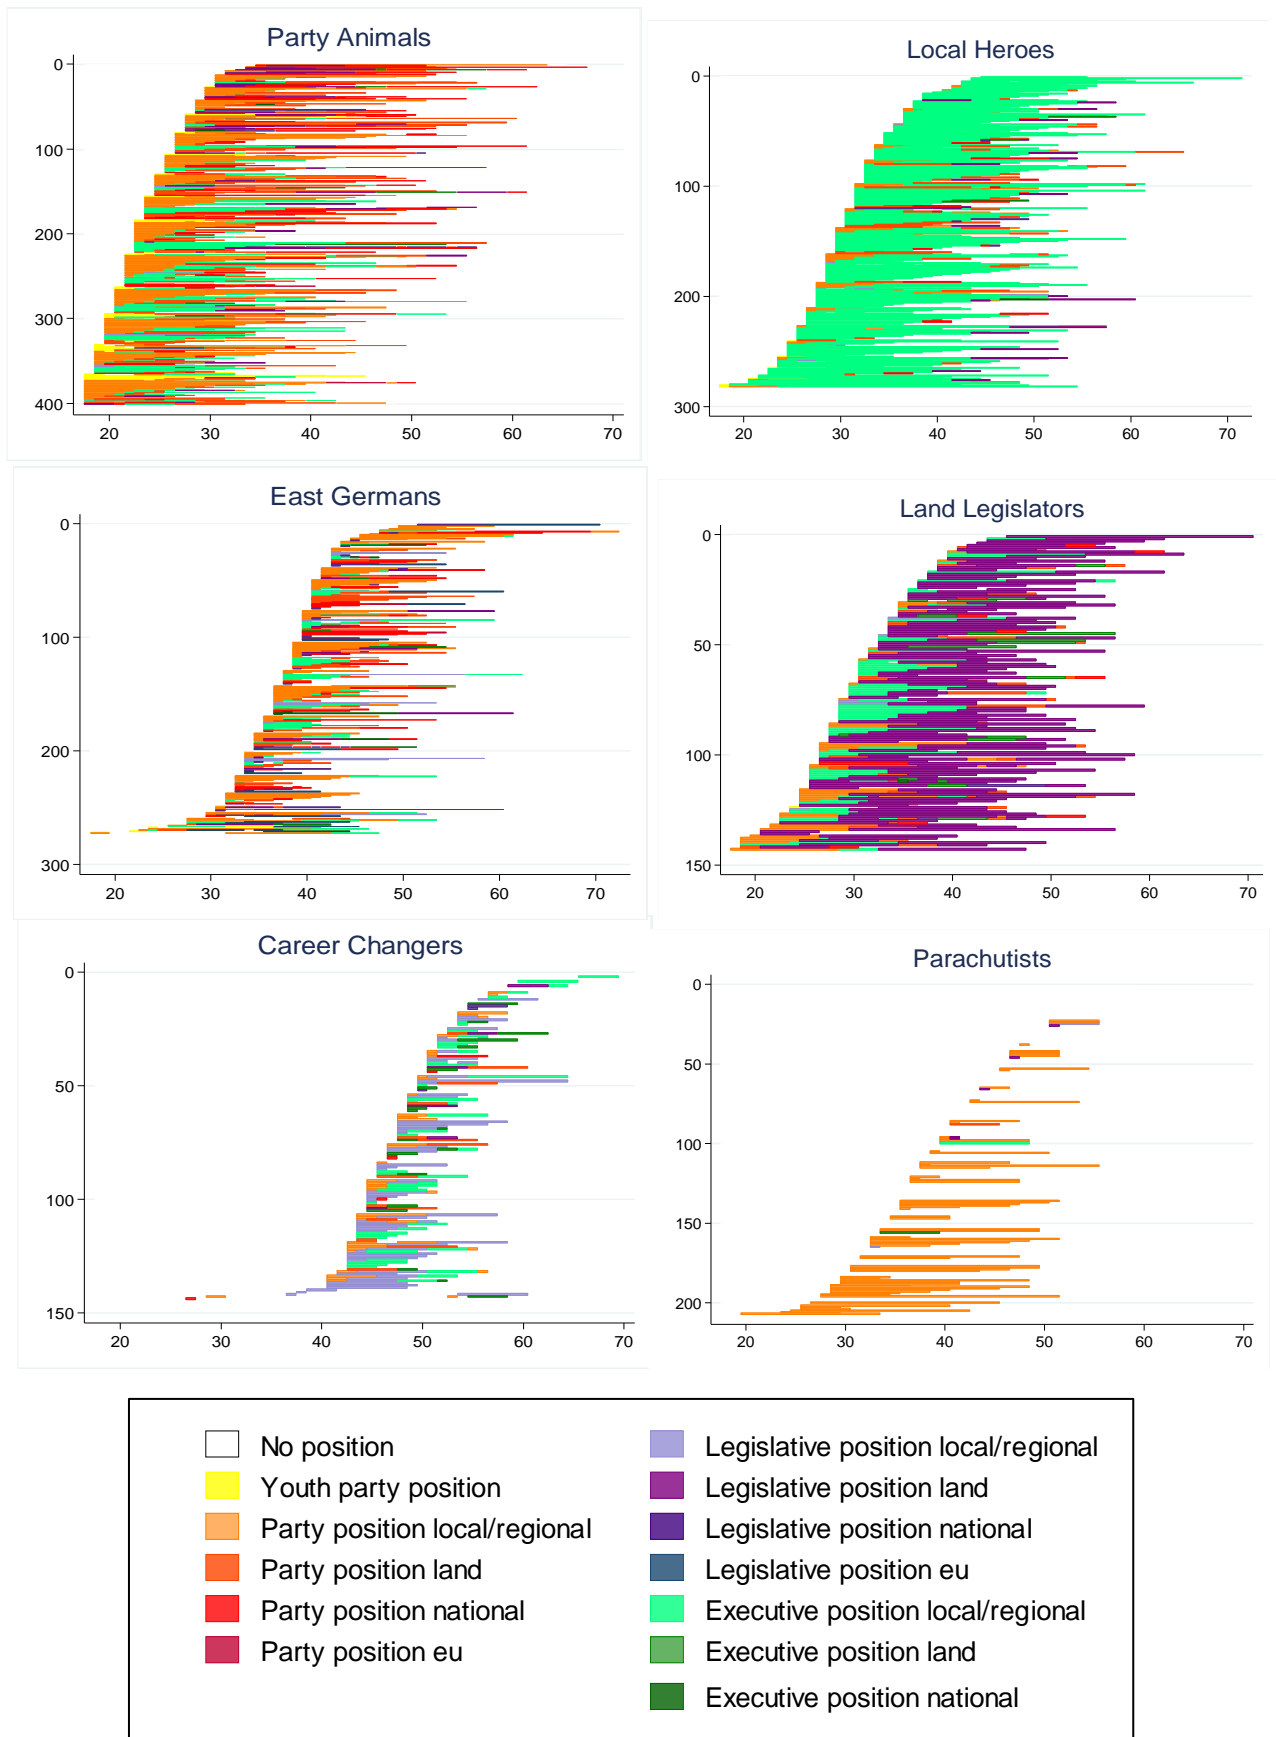 Party Animals
0
100
200
300
400
20 30 40 50 60 70
Local Heroes
0
100
200
300
20 30 40 50 60 70
East Germans
0
100
200
300
20 30 40 50 60 70
Land Legislators
0
50
100
150
20 30 40 50 60 70
Career Changers
0
50
100
150
20 30 40 50 60 70
Parachutists
0
50
100
150
200
20 30 40 50 60 70
No position
Youth party position
Party position local/regional
Party position land
Party position national
Party position eu
Legislative position local/regional
Legislative position land
Legislative position national
Legislative position eu
Executive position local/regional
Executive position land
Executive position national